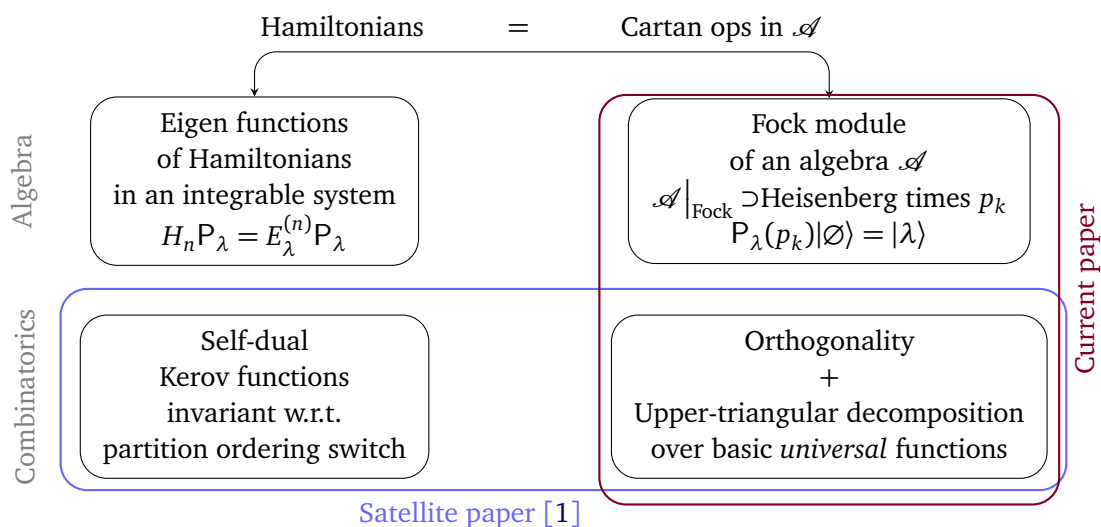 Hamiltonians = Cartan ops in 𝒜
Algebra
Eigen functions
of Hamiltonians
in an integrable system
HₙP_λ = E_λ^{(n)}P_λ
Fock module
of an algebra 𝒜
𝒜|_Fock ⊃Heisenberg times p_k
P_λ(p_k)|∅⟩ = |λ⟩
Current paper
Combinatorics
Self-dual
Kerov functions
invariant w.r.t.
partition ordering switch
Orthogonality
+
Upper-triangular decomposition
over basic universal functions
Satellite paper [1]